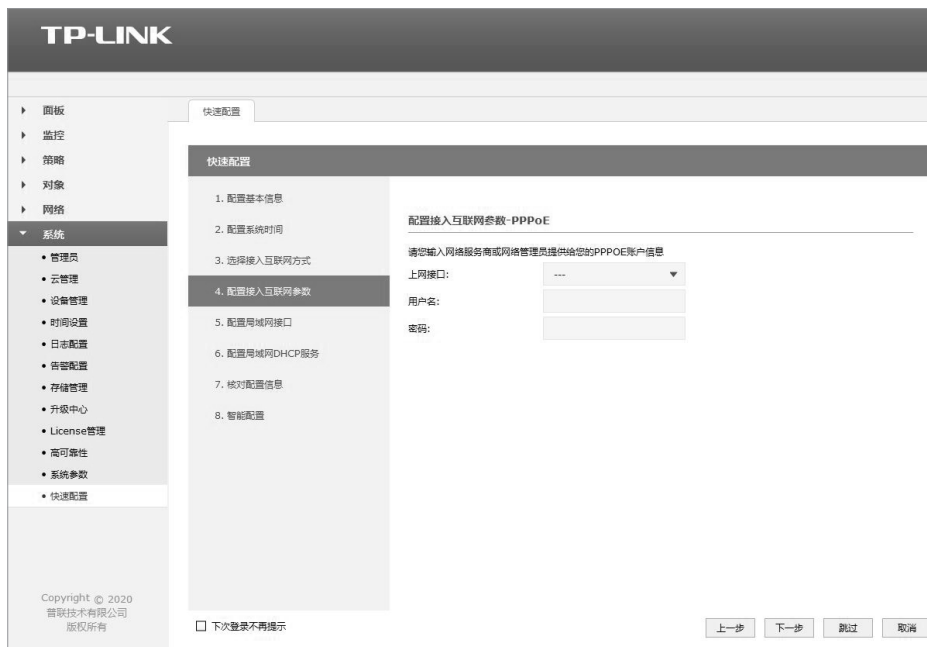 TP-LINK
面板
监控
策略
对象
网络
系统
管理员
云管理
设备管理
时间设置
日志配置
告警配置
存储管理
升级中心
License管理
高可靠性
系统参数
快速配置
Copyright © 2020
普联技术有限公司
版权所有
快速配置
快速配置
1. 配置基本信息
2. 配置系统时间
3. 选择接入互联网方式
4. 配置接入互联网参数
5. 配置局域网接口
6. 配置局域网DHCP服务
7. 核对配置信息
8. 智能配置
配置接入互联网参数-PPPoE
请您输入网络服务商或网络管理员提供给您的PPPOE账户信息
上网接口: ---
用户名:
密码:
下次登录不再提示
上一步 下一步 跳过 取消